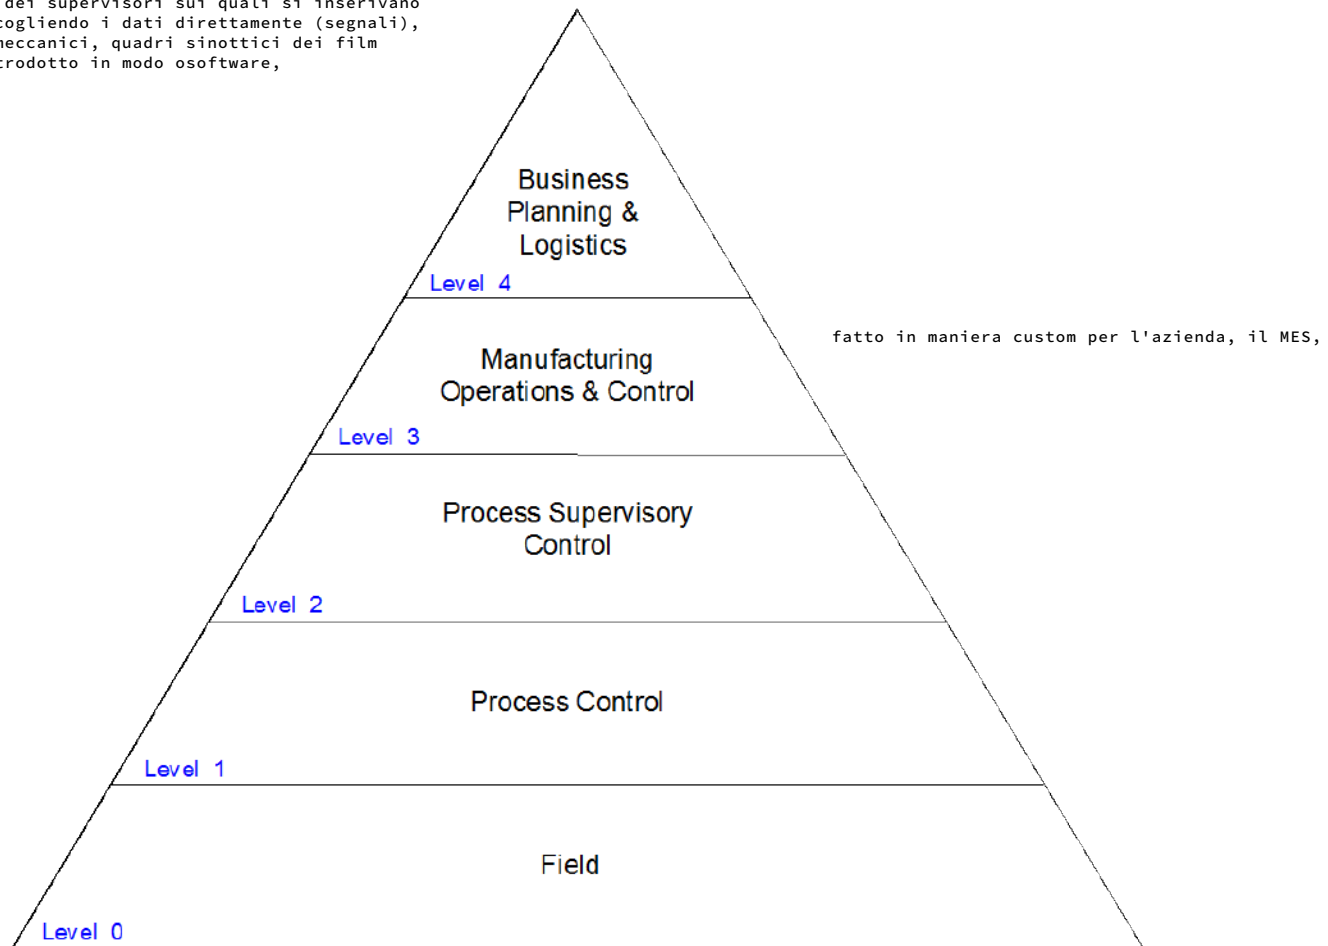 dei supervisori sui quali si inserivano
cogliendo i dati direttamente (segnali),
meccanici, quadri sinottici dei film
trodotto in modo osoftware,
Business
Planning &
Logistics
Level 4
fatto in maniera custom per l'azienda, il MES,
Manufacturing
Operations & Control
Level 3
Process Supervisory
Control
Level 2
Process Control
Level 1
Field
Level 0